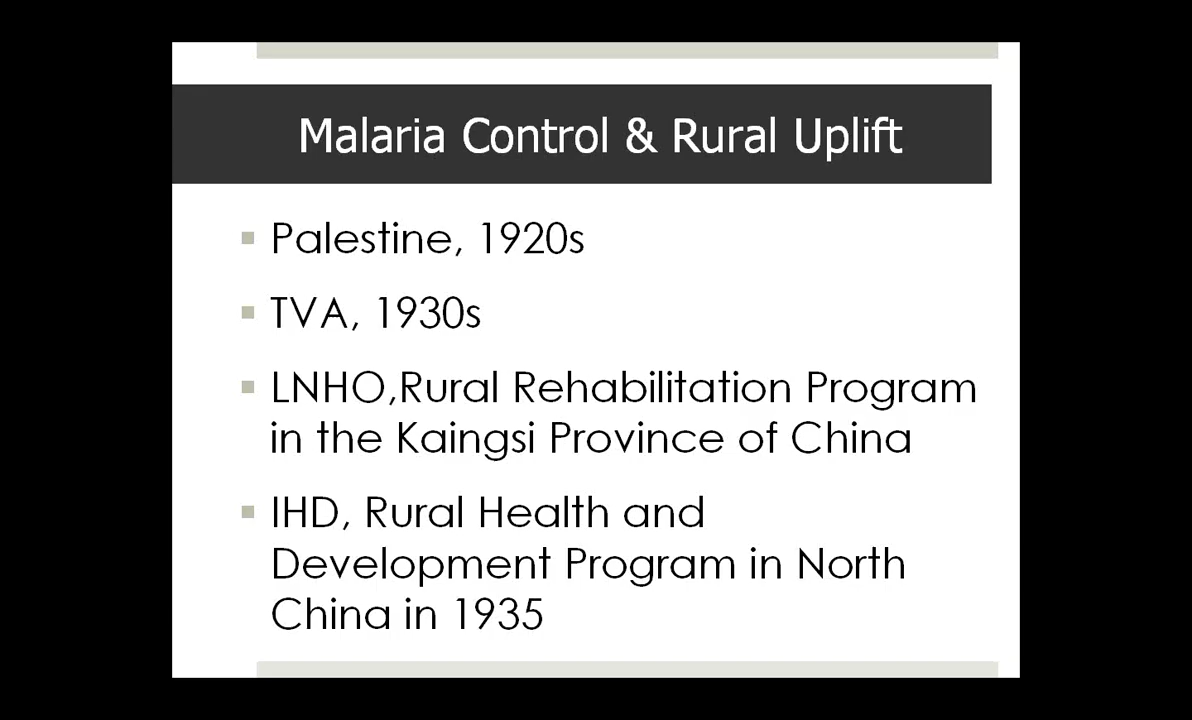 Malaria Control & Rural Uplift
Palestine, 1920s
TVA, 1930s
LNHO,Rural Rehabilitation Program
in the Kaingsi Province of China
IHD, Rural Health and
Development Program in North
China in 1935